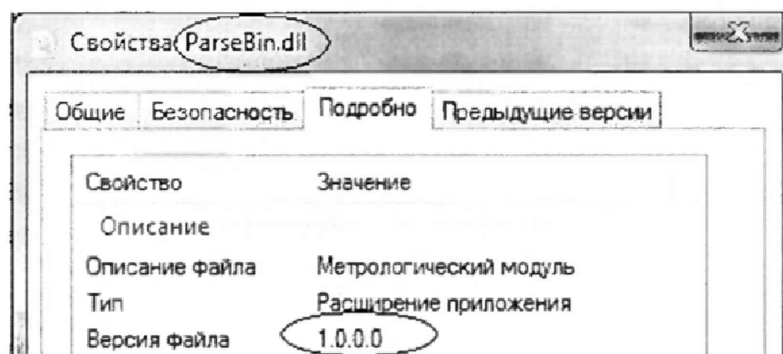 Свойства: ParseBin.dll
Общие Безопасность Подробно Предыдущие версии
Свойство Значение
Описание
Описание файла Метрологический модуль
Тип Расширение приложения
Версия файла 1.0.0.0